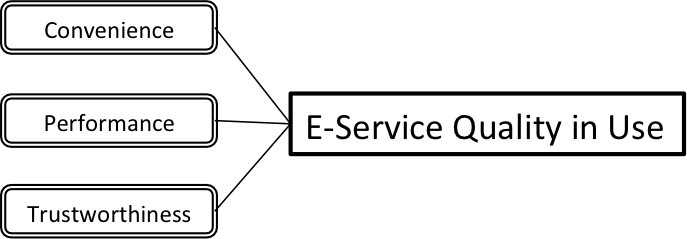 Convenience
Performance
E-Service Quality in Use
Trustworthiness